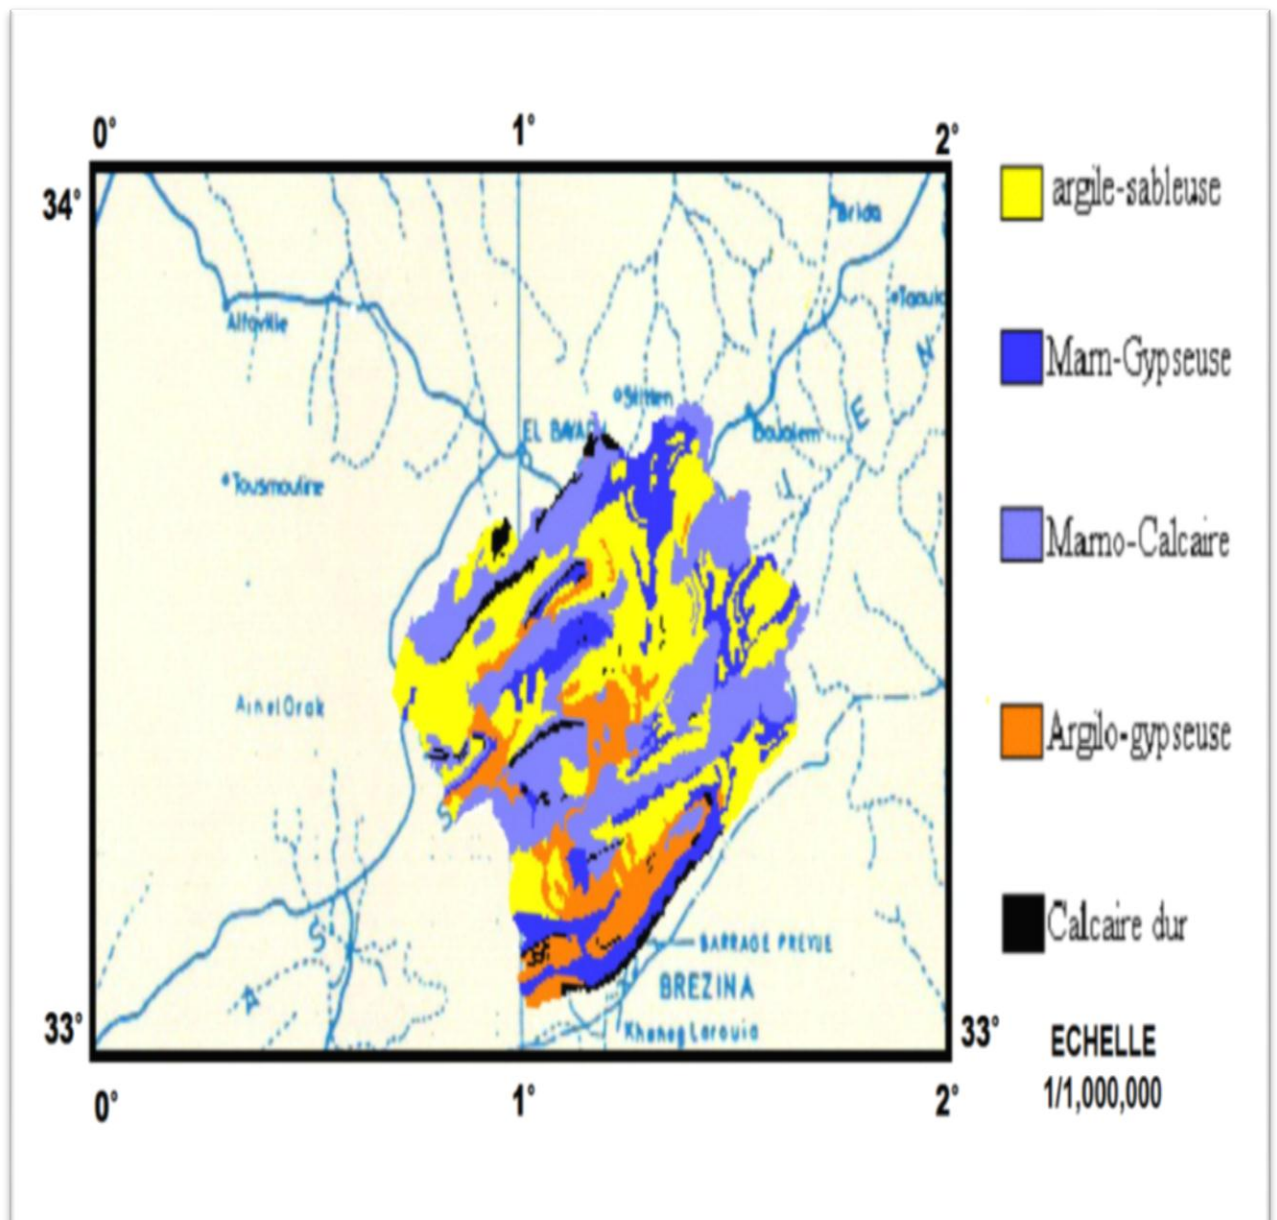 0° 1° 2°
34°
argile-sableuse
Brida
Marn-Gypseuse
Stitten
Boualem
EL BAYADH
Marno-Calcaire
Tousmouline
Ain el Orak
Argilo-gypseuse
S
E
N
A
S
Calcaire dur
BARRAGE PREVUE
BREZINA
33° 33°
ECHELLE
1/1,000,000
0° 1° 2°